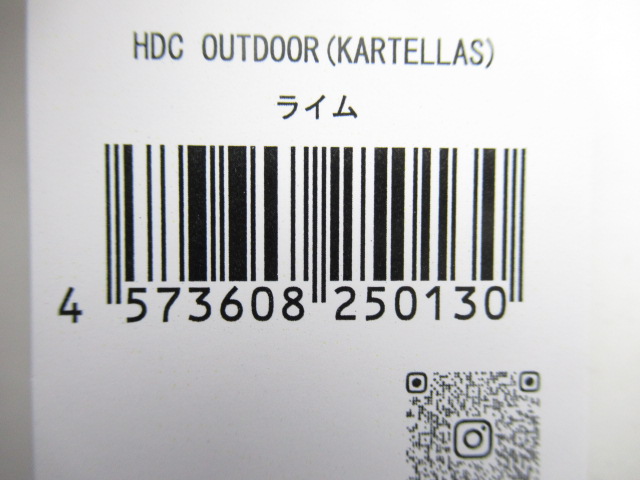 HDC OUTDOOR(KARTELLAS)
ライム
4 573608 250130